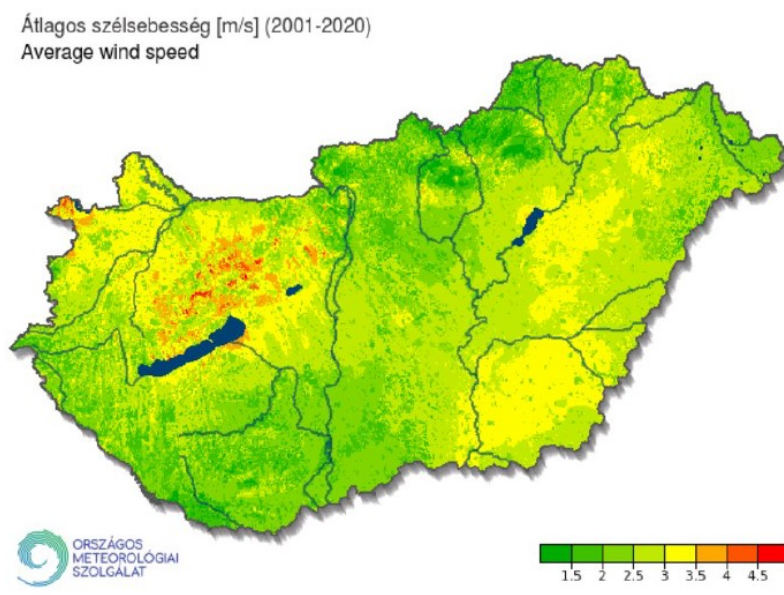 Átlagos szélsebesség [m/s] (2001-2020)
Average wind speed
ORSZÁGOS
METEOROLÓGIAI
SZOLGÁLAT
1.5 2 2.5 3 3.5 4 4.5